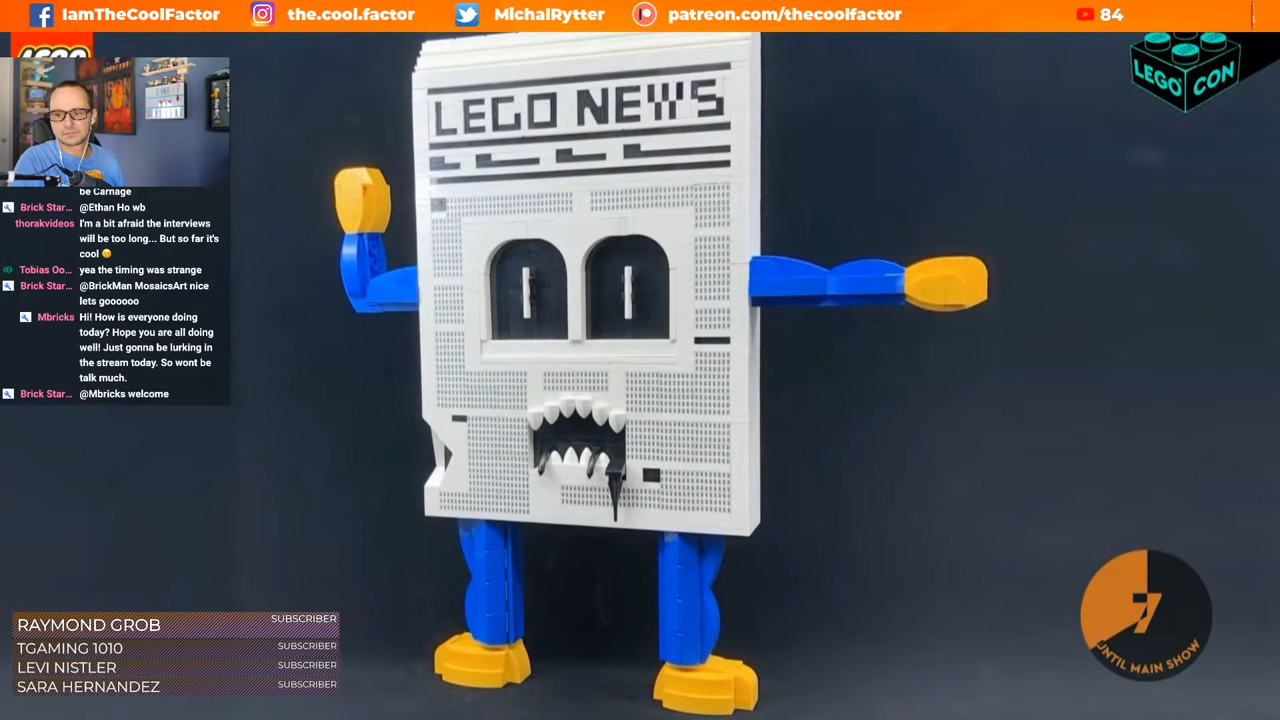 IamTheCoolFactor
the.cool.factor
MichalRytter
patreon.com/thecoolfactor
84
LEGO
LEGO CON
LEGO NEWS
be Carnage
Brick Star... @Ethan Ho wb
thorakvideos I'm a bit afraid the interviews
will be too long... But so far it's
cool
Tobias Oo... yea the timing was strange
Brick Star... @BrickMan MosaicsArt nice
lets goooooo
Mbricks Hi! How is everyone doing
today? Hope you are all doing
well! Just gonna be lurking in
the stream today. So wont be
talk much.
Brick Star... @Mbricks welcome
RAYMOND GROB SUBSCRIBER
TGAMING 1010 SUBSCRIBER
LEVI NISTLER SUBSCRIBER
SARA HERNANDEZ SUBSCRIBER
7
UNTIL MAIN SHOW